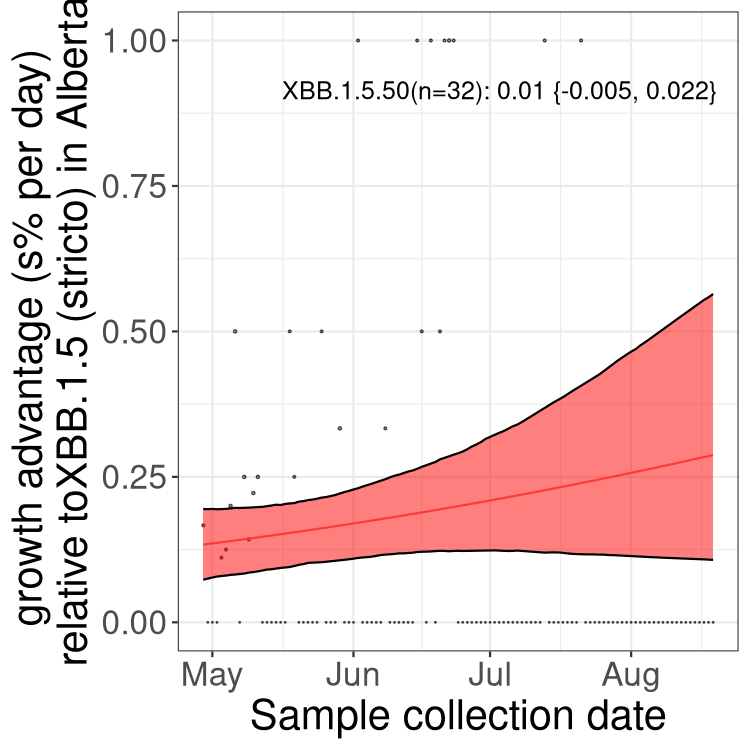 growth advantage (s% per day)
relative toXBB.1.5 (stricto) in Alberta
1.00
XBB.1.5.50(n=32): 0.01 {-0.005, 0.022}
0.75
0.50
0.25
0.00
May Jun Jul Aug
Sample collection date